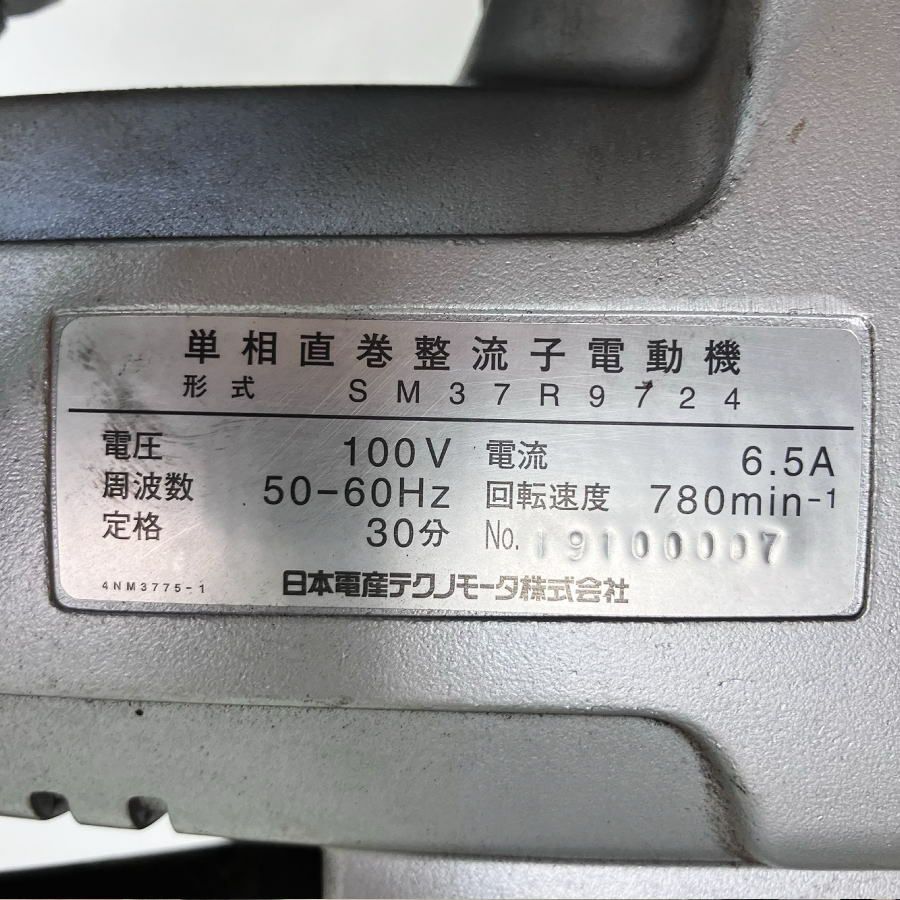 単相直巻整流子電動機
形式 SM37R9724
電圧 100V 電流 6.5A
周波数 50-60Hz 回転速度 780min-1
定格 30分 No. 19100007
4NM3775-1 日本電産テクノモータ株式会社